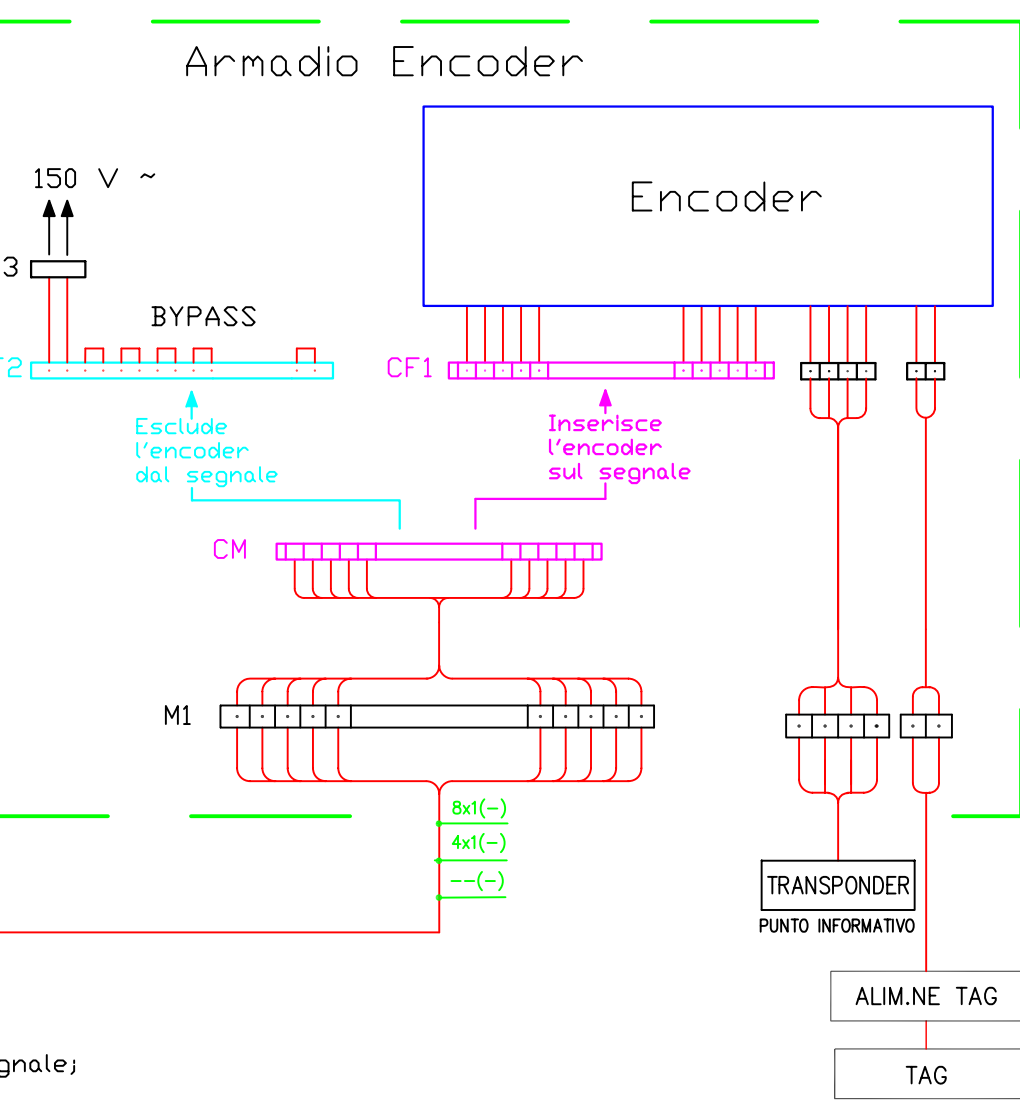 Armadio Encoder
150 V ~
Encoder
3
BYPASS
F2
CF1
Esclude
l'encoder
dal segnale
Inserisce
l'encoder
sul segnale
CM
M1
8x1(-)
4x1(-)
--(-)
TRANSPONDER
PUNTO INFORMATIVO
ALIM.NE TAG
gnale;
TAG